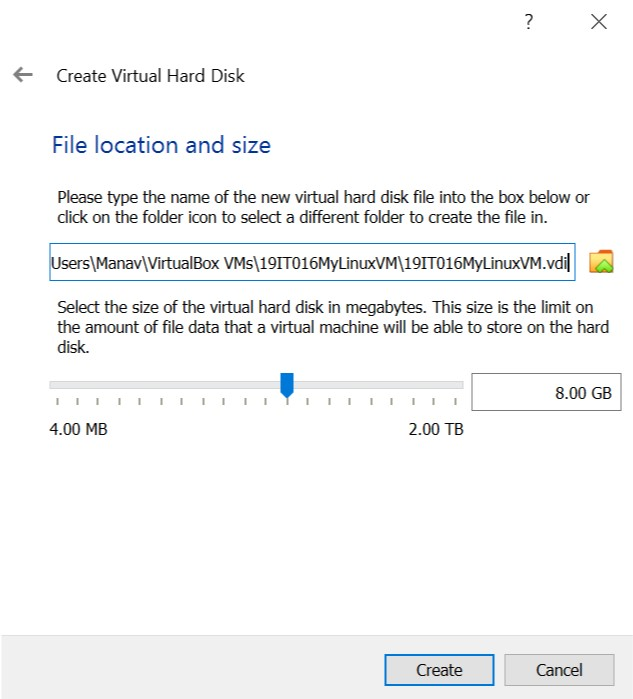 ?
Create Virtual Hard Disk
File location and size
Please type the name of the new virtual hard disk file into the box below or
click on the folder icon to select a different folder to create the file in.
Users\Manav\VirtualBox VMs\19IT016MyLinuxVM\19IT016MyLinuxVM.vdi
Select the size of the virtual hard disk in megabytes. This size is the limit on
the amount of file data that a virtual machine will be able to store on the hard
disk.
8.00 GB
4.00 MB 2.00 TB
Create Cancel